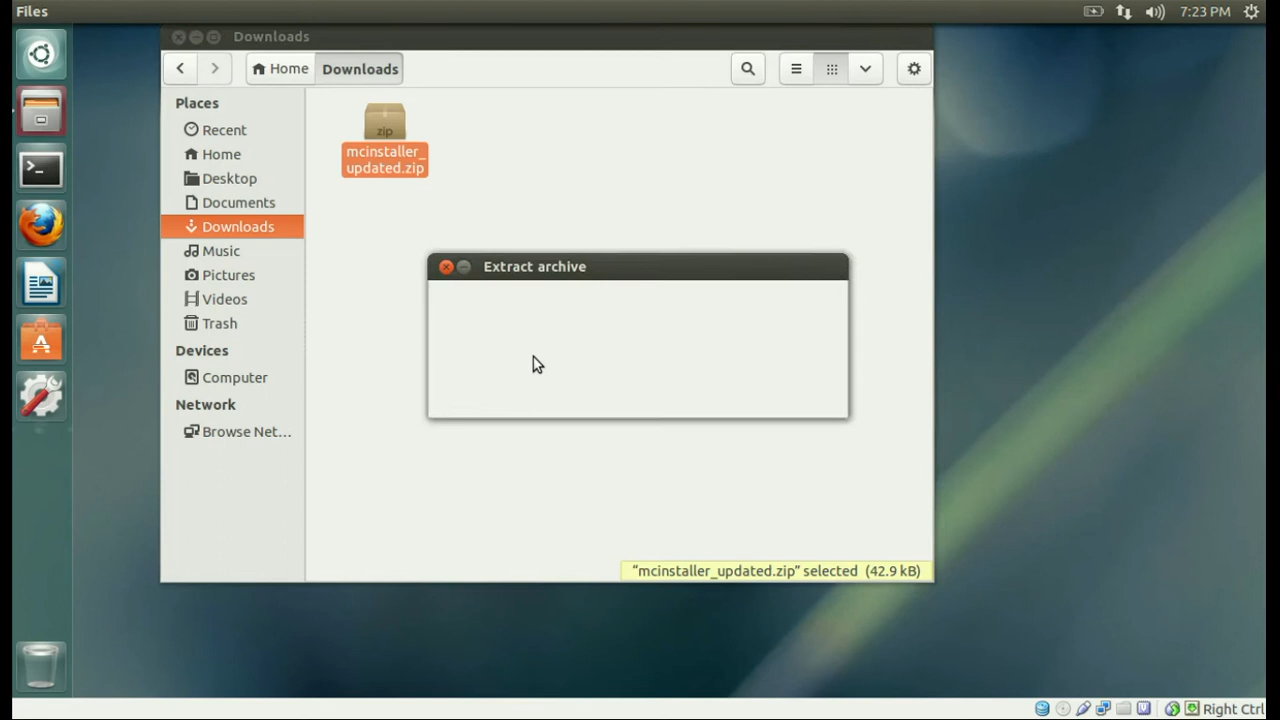 Files
7:23 PM
Downloads
Home
Downloads
Places
Recent
Home
Desktop
Documents
Downloads
Music
Pictures
Videos
Trash
Devices
Computer
Network
Browse Net...
zip
mcinstaller_
updated.zip
Extract archive
"mcinstaller_updated.zip" selected (42.9 kB)
Right Ctrl